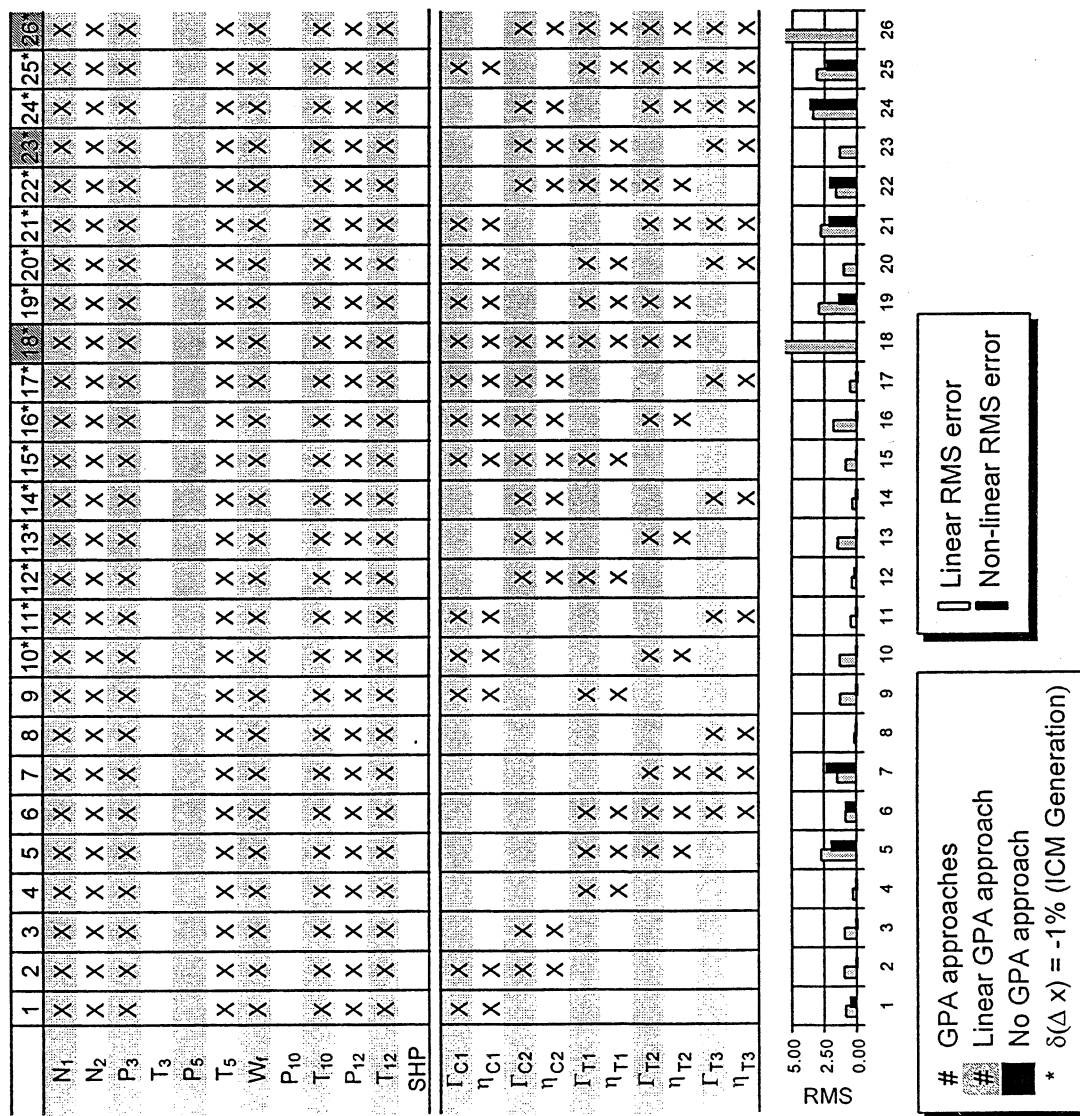 1 2 3 4 5 6 7 8 9 10* 11* 12* 13* 14* 15* 16* 17* 18* 19* 20* 21* 22* 23* 24* 25* 26*
N1 X X X X X X X X X X X X X X X X X X X X X X X X X X
N2 X X X X X X X X X X X X X X X X X X X X X X X X X X
P3 X X X X X X X X X X X X X X X X X X X X X X X X X X
T3
P5
T5 X X X X X X X X X X X X X X X X X X X X X X X X X X
Wf X X X X X X X X X X X X X X X X X X X X X X X X X X
P10
T10 X X X X X X X X X X X X X X X X X X X X X X X X X X
P12 X X X X X X X X X X X X X X X X X X X X X X X X X X
T12 X X X X X X X X X X X X X X X X X X X X X X X X X X
SHP
ΓC1 X X X X X X X X X X X X X
ηC1 X X X X X X X X X X X X X
ΓC2 X X X X X X X X X X X X X
ηC2 X X X X X X X X X X X X X
ΓT1 X X X X X X X X X X X X X
ηT1 X X X X X X X X X X X X X
ΓT2 X X X X X X X X X X X X X
ηT2 X X X X X X X X X X X X X
ΓT3 X X X X X X X X X X X X
ηT3 X X X X X X X X X X X X
RMS
5.00
2.50
0.00
1 2 3 4 5 6 7 8 9 10 11 12 13 14 15 16 17 18 19 20 21 22 23 24 25 26
# GPA approaches
# Linear GPA approach
No GPA approach
* δ(Δ x) = -1% (ICM Generation)
Linear RMS error
Non-linear RMS error